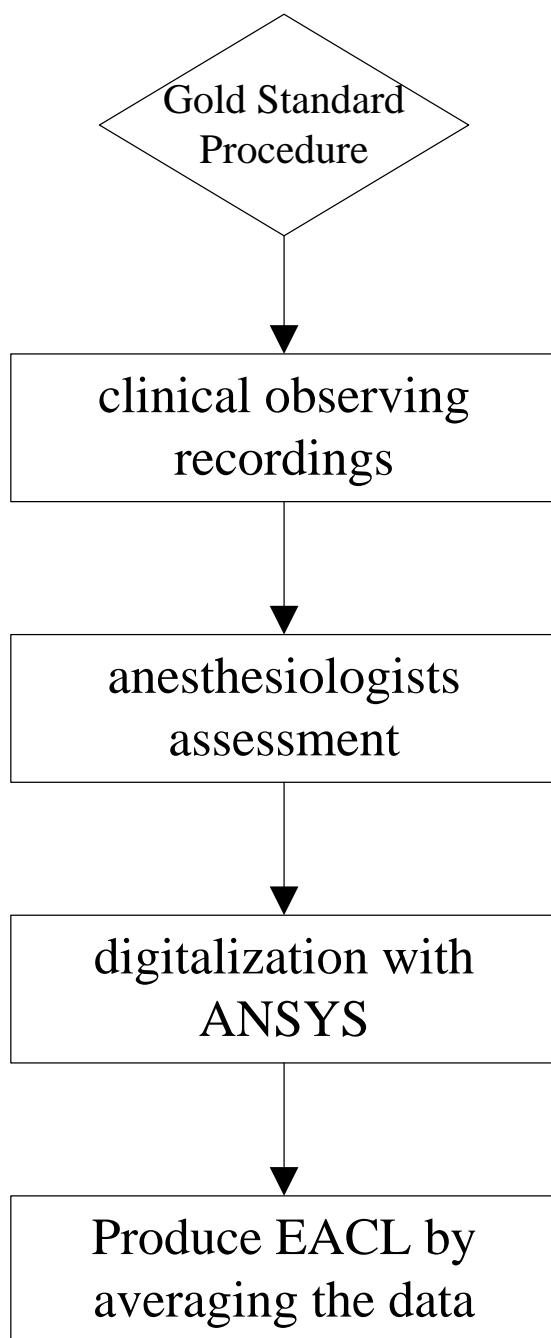 Gold Standard
Procedure
clinical observing
recordings
anesthesiologists
assessment
digitalization with
ANSYS
Produce EACL by
averaging the data